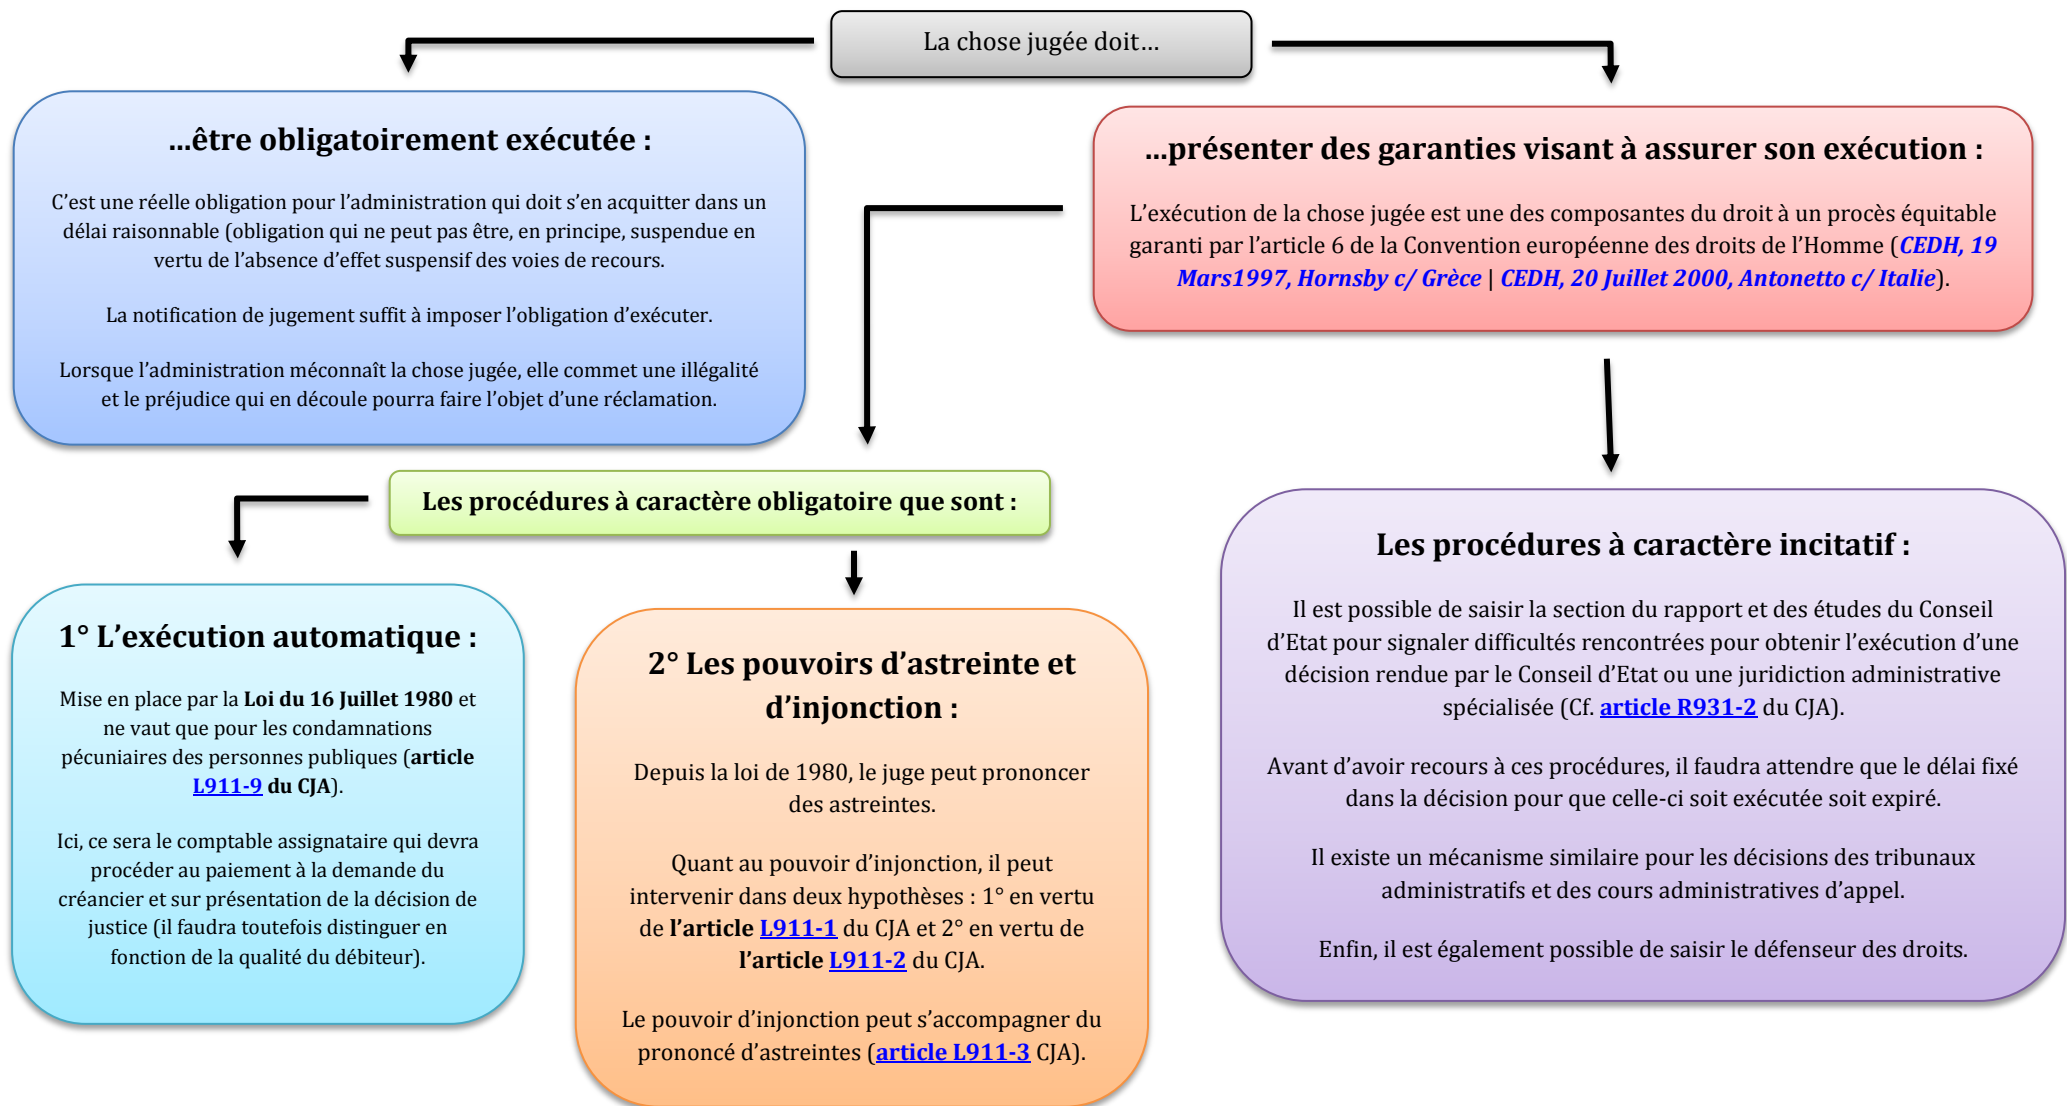 La chose jugée doit…
...être obligatoirement exécutée :
C’est une réelle obligation pour l’administration qui doit s’en acquitter dans un
délai raisonnable (obligation qui ne peut pas être, en principe, suspendue en
vertu de l’absence d’effet suspensif des voies de recours.
La notification de jugement suffit à imposer l’obligation d’exécuter.
Lorsque l’administration méconnaît la chose jugée, elle commet une illégalité
et le préjudice qui en découle pourra faire l’objet d’une réclamation.
...présenter des garanties visant à assurer son exécution :
L’exécution de la chose jugée est une des composantes du droit à un procès équitable
garanti par l’article 6 de la Convention européenne des droits de l’Homme (CEDH, 19
Mars1997, Hornsby c/ Grèce | CEDH, 20 Juillet 2000, Antonetto c/ Italie).
Les procédures à caractère obligatoire que sont :
1° L’exécution automatique :
Mise en place par la Loi du 16 Juillet 1980 et
ne vaut que pour les condamnations
pécuniaires des personnes publiques (article
L911-9 du CJA).
Ici, ce sera le comptable assignataire qui devra
procéder au paiement à la demande du
créancier et sur présentation de la décision de
justice (il faudra toutefois distinguer en
fonction de la qualité du débiteur).
2° Les pouvoirs d’astreinte et
d’injonction :
Depuis la loi de 1980, le juge peut prononcer
des astreintes.
Quant au pouvoir d’injonction, il peut
intervenir dans deux hypothèses : 1° en vertu
de l’article L911-1 du CJA et 2° en vertu de
l’article L911-2 du CJA.
Le pouvoir d’injonction peut s’accompagner du
prononcé d’astreintes (article L911-3 CJA).
Les procédures à caractère incitatif :
Il est possible de saisir la section du rapport et des études du Conseil
d’Etat pour signaler difficultés rencontrées pour obtenir l’exécution d’une
décision rendue par le Conseil d’Etat ou une juridiction administrative
spécialisée (Cf. article R931-2 du CJA).
Avant d’avoir recours à ces procédures, il faudra attendre que le délai fixé
dans la décision pour que celle-ci soit exécutée soit expiré.
Il existe un mécanisme similaire pour les décisions des tribunaux
administratifs et des cours administratives d’appel.
Enfin, il est également possible de saisir le défenseur des droits.